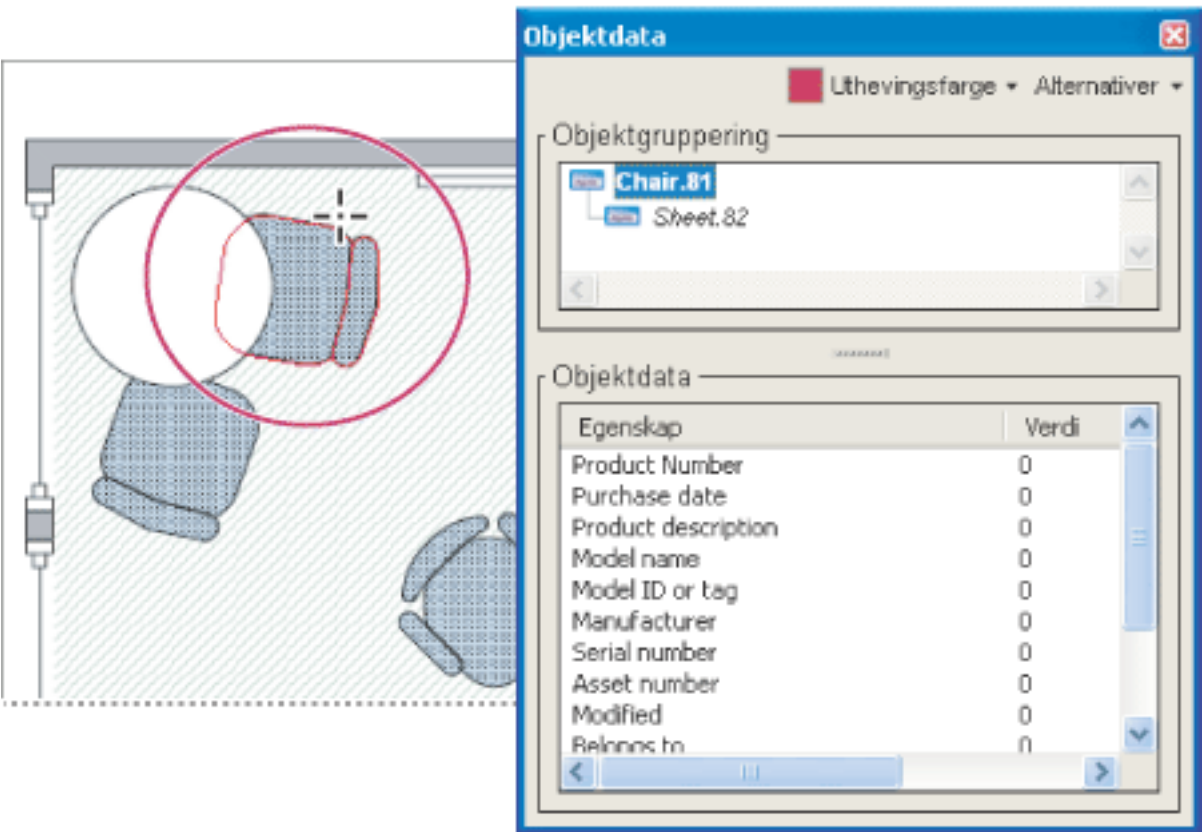 Objektdata
Uthevingsfarge Alternativer
Objektgruppering
Chair.81
Sheet.82
Objektdata
Egenskap Verdi
Product Number 0
Purchase date 0
Product description 0
Model name 0
Model ID or tag 0
Manufacturer 0
Serial number 0
Asset number 0
Modified 0
Belongs to 0